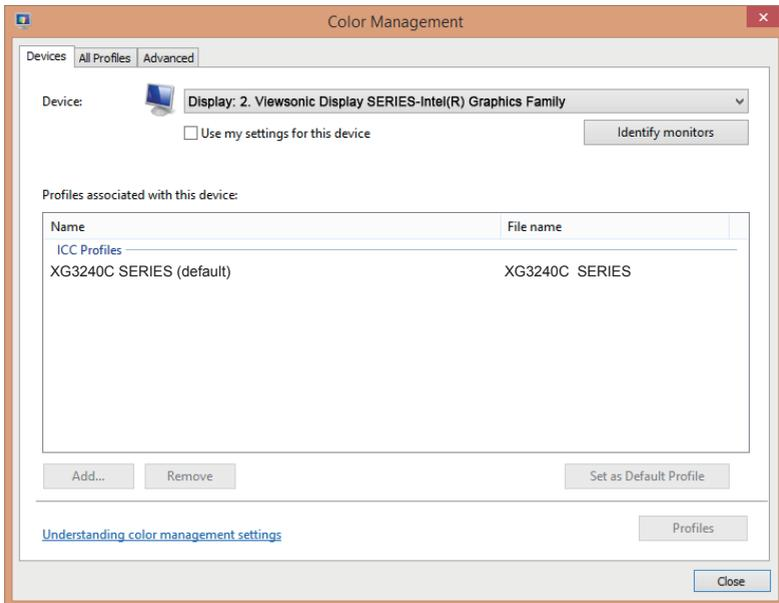 Color Management
Devices All Profiles Advanced
Device: Display: 2. Viewsonic Display SERIES-Intel(R) Graphics Family
Use my settings for this device Identify monitors
Profiles associated with this device:
Name File name
ICC Profiles
XG3240C SERIES (default) XG3240C SERIES
Add... Remove Set as Default Profile
Understanding color management settings Profiles
Close